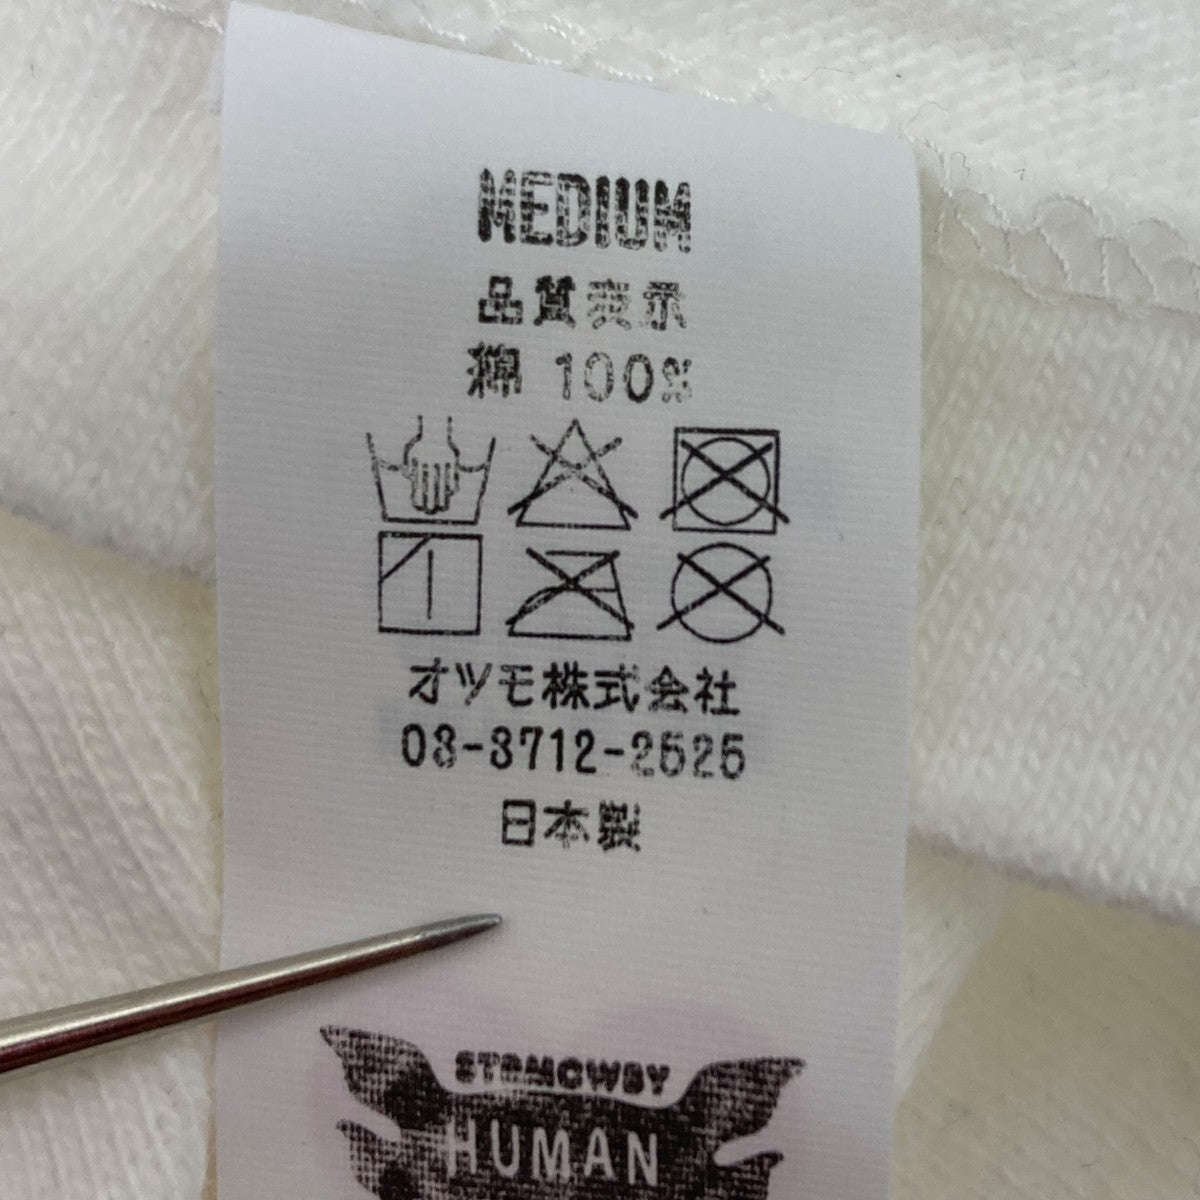 MEDIUM
品質表示
綿 100%
オツモ株式会社
03-3712-2525
日本製
STRMCWBY
HUMAN